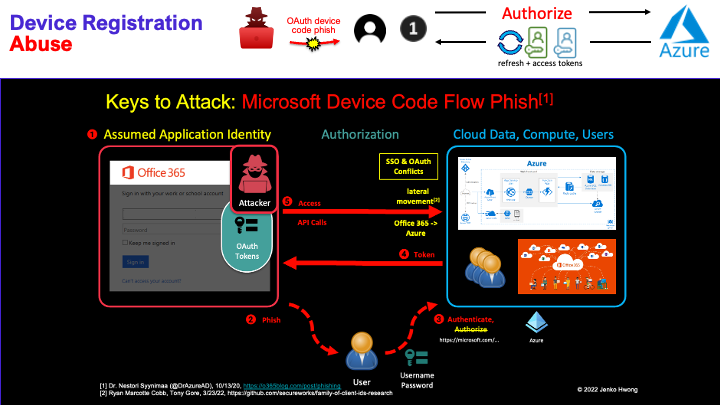 Device Registration
Abuse
OAuth device
code phish
1
Authorize
refresh + access tokens
Azure
Keys to Attack: Microsoft Device Code Flow Phish[1]
1 Assumed Application Identity
Authorization
Cloud Data, Compute, Users
Office 365
Sign in with your work or school account
Password
Keep me signed in
Sign in
Can't access your account?
Attacker
OAuth
Tokens
SSO & OAuth
Conflicts
lateral
movement[2]
Office 365 ->
Azure
5 Access
API Calls
4 Token
Azure
Office 365
2 Phish
3 Authenticate,
Authorize
https://microsoft.com/...
Azure
User
Username
Password
[1] Dr. Nestori Syynimaa (@DrAzureAD), 10/13/20, https://o365blog.com/post/phishing
[2] Ryan Marcotte Cobb, Tony Gore, 3/23/22, https://github.com/secureworks/family-of-client-ids-research
© 2022 Jenko Hwong